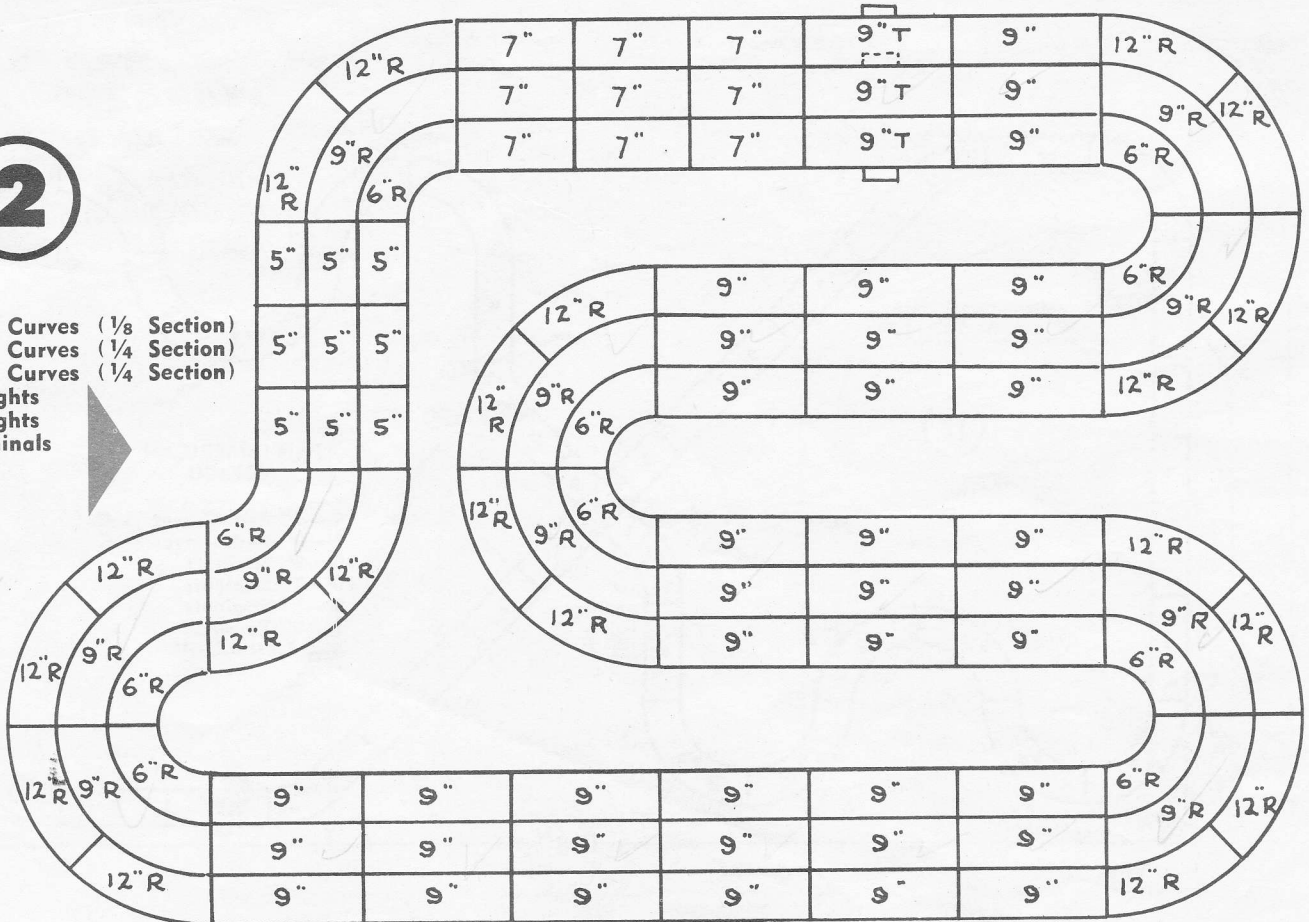 2
Curves (1/8 Section)
Curves (1/4 Section)
Curves (1/4 Section)
12"R 7" 7" 7" 9"T 9" 12"R
7" 7" 7" 9"T 9"
9"R 12"R
7" 7" 7" 9"T 9"
9"R 6"R
12"R 6"R
5" 5" 5"
9" 9" 9" 6"R
12"R 9"R 12"R
5" 5" 5" 9" 9" 9"
9" 9" 9" 12"R
12"R 9"R 6"R
5" 5" 5"
12"R 9"R 6"R
6"R 9" 9" 9" 12"R
12"R 9"R 12"R 9" 9" 9"
12"R 9"R 12"R
12"R 12"R 9" 9" 9"
9"R 6"R
12"R 6"R
12"R 9"R 6"R 6"R
9" 9" 9" 9" 9" 9" 9"R 12"R
9" 9" 9" 9" 9" 9"
12"R 9" 9" 9" 9" 9" 9" 12"R